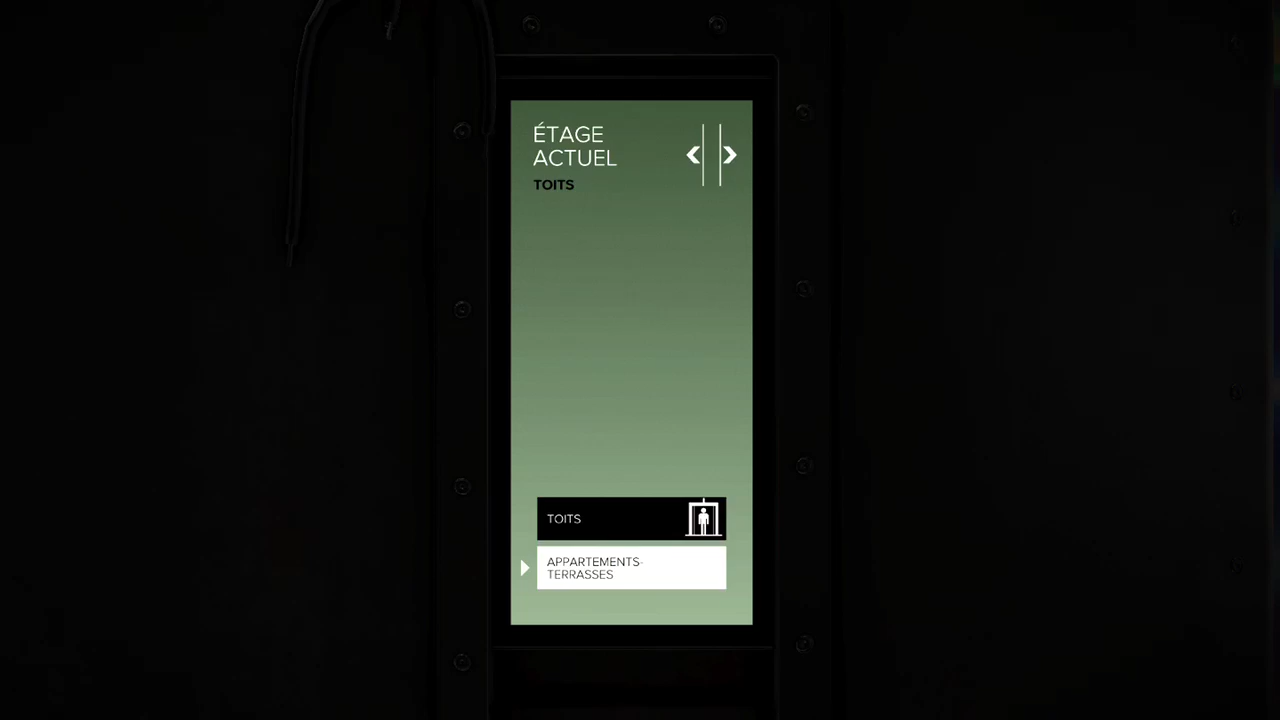 ÉTAGE
ACTUEL
TOITS
TOITS
APPARTEMENTS-
TERRASSES